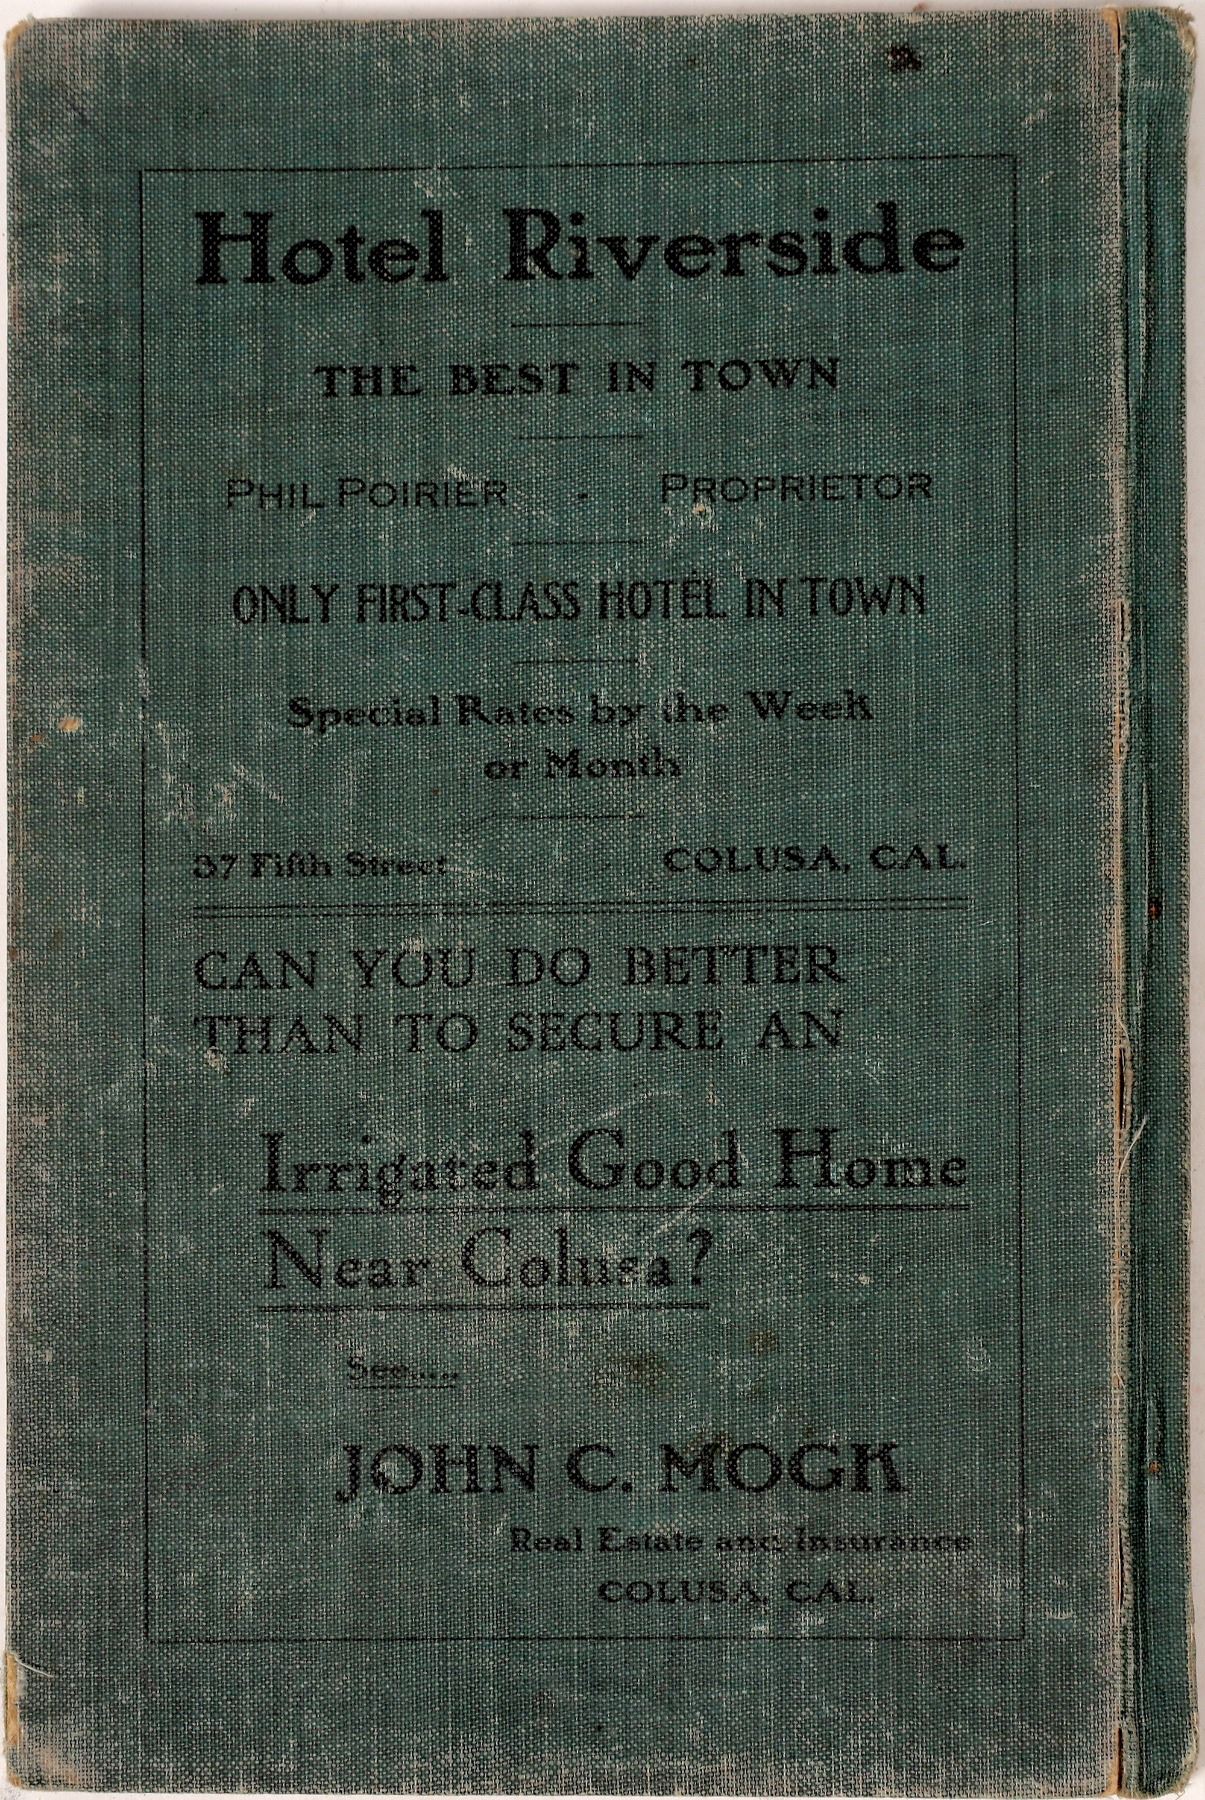 Hotel Riverside
THE BEST IN TOWN
PHIL POIRIER - PROPRIETOR
ONLY FIRST-CLASS HOTEL IN TOWN
Special Rates by the Week
or Month
37 Fifth Street COLUSA, CAL.
CAN YOU DO BETTER
THAN TO SECURE AN
Irrigated Good Home
Near Colusa?
See.....
JOHN C. MOGK
Real Estate and Insurance
COLUSA, CAL.